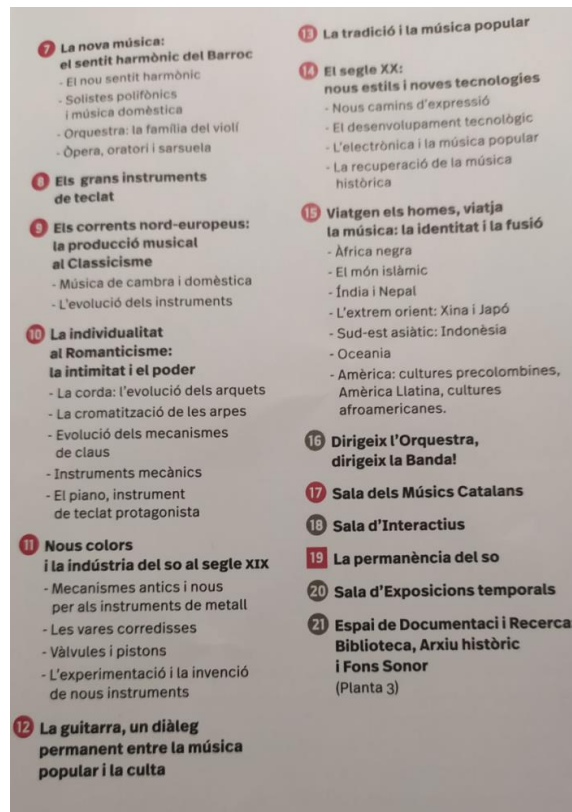 7 La nova música:
el sentit harmònic del Barroc
- El nou sentit harmònic
- Solistes polifònics
i música domèstica
- Orquestra: la família del violí
- Òpera, oratori i sarsuela
8 Els grans instruments
de teclat
9 Els corrents nord-europeus:
la producció musical
al Classicisme
- Música de cambra i domèstica
- L'evolució dels instruments
10 La individualitat
al Romanticisme:
la intimitat i el poder
- La corda: l'evolució dels arquets
- La cromatització de les arpes
- Evolució dels mecanismes
de claus
- Instruments mecànics
- El piano, instrument
de teclat protagonista
11 Nous colors
i la indústria del so al segle XIX
- Mecanismes antics i nous
per als instruments de metall
- Les vares corredisses
- Vàlvules i pistons
- L'experimentació i la invenció
de nous instruments
12 La guitarra, un diàleg
permanent entre la música
popular i la culta
13 La tradició i la música popular
14 El segle XX:
nous estils i noves tecnologies
- Nous camins d'expressió
- El desenvolupament tecnològic
- L'electrònica i la música popular
- La recuperació de la música
històrica
15 Viatgen els homes, viatja
la música: la identitat i la fusió
- Àfrica negra
- El món islàmic
- Índia i Nepal
- L'extrem orient: Xina i Japó
- Sud-est asiàtic: Indonèsia
- Oceania
- Amèrica: cultures precolombines,
Amèrica Llatina, cultures
afroamericanes.
16 Dirigeix l'Orquestra,
dirigeix la Banda!
17 Sala dels Músics Catalans
18 Sala d'Interactius
19 La permanència del so
20 Sala d'Exposicions temporals
21 Espai de Documentaci i Recerca
Biblioteca, Arxiu històric
i Fons Sonor
(Planta 3)